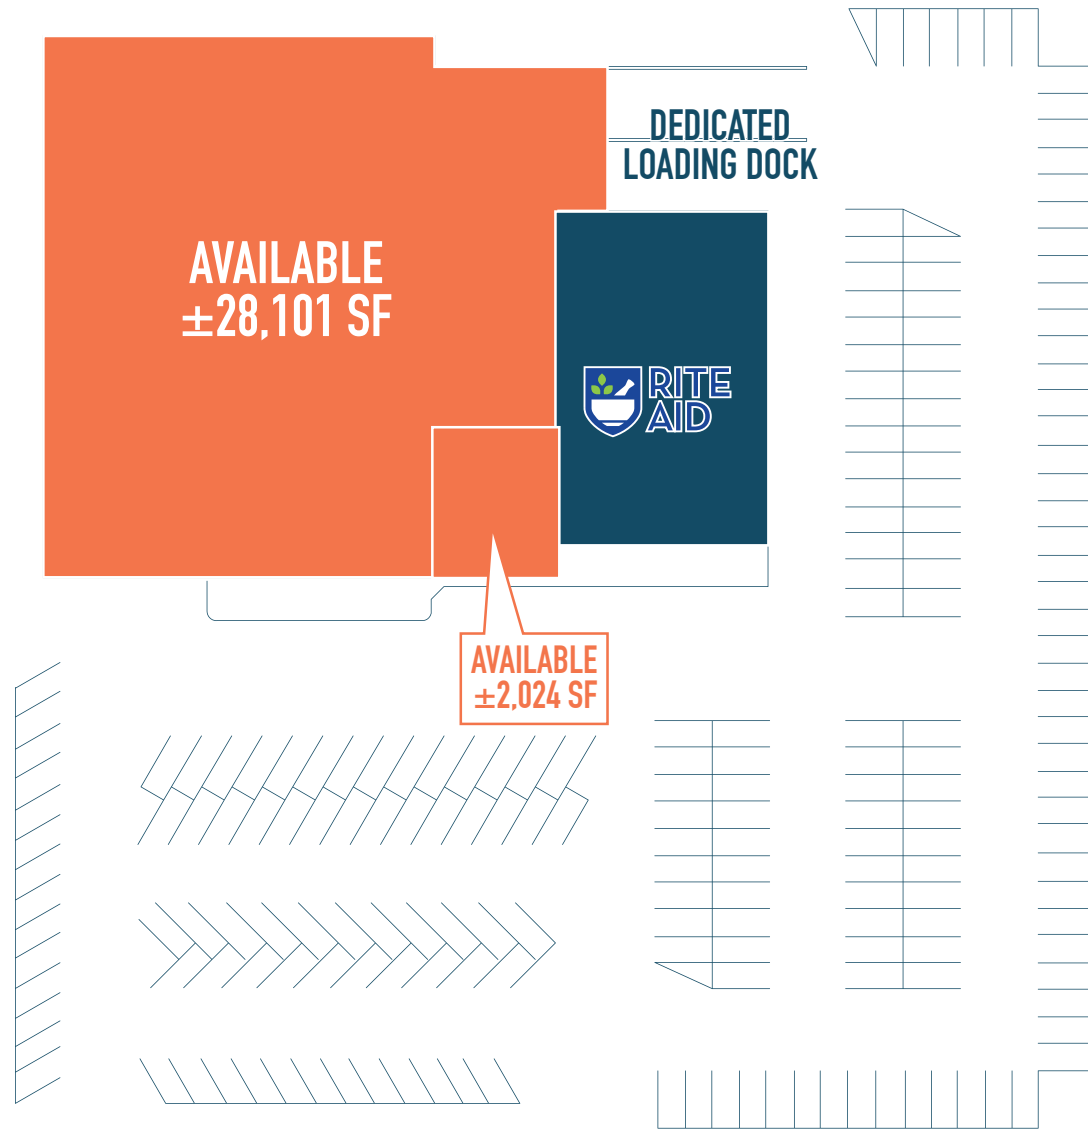 DEDICATED
LOADING DOCK
AVAILABLE
±28,101 SF
RITE
AID
AVAILABLE
±2,024 SF